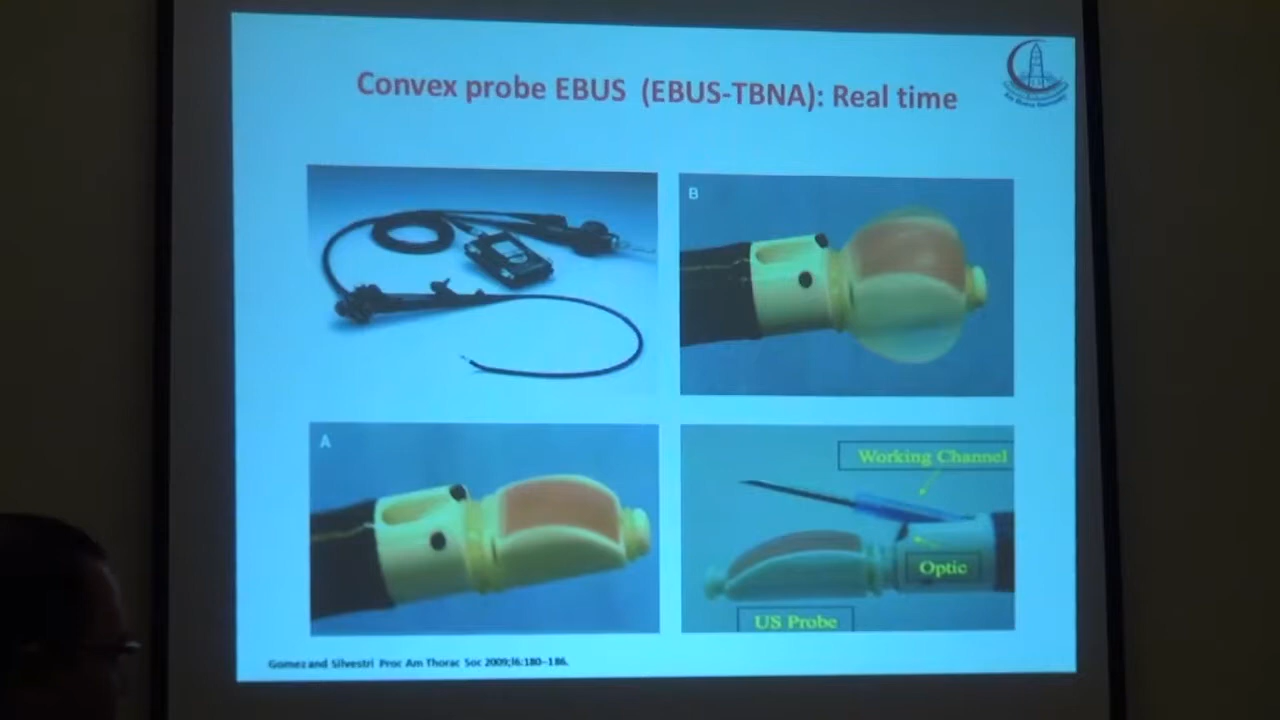 Convex probe EBUS (EBUS-TBNA): Real time
B
A
Working Channel
Optic
US Probe
Gomez and Silvestri Proc Am Thorac Soc 2009;l6:180–186.